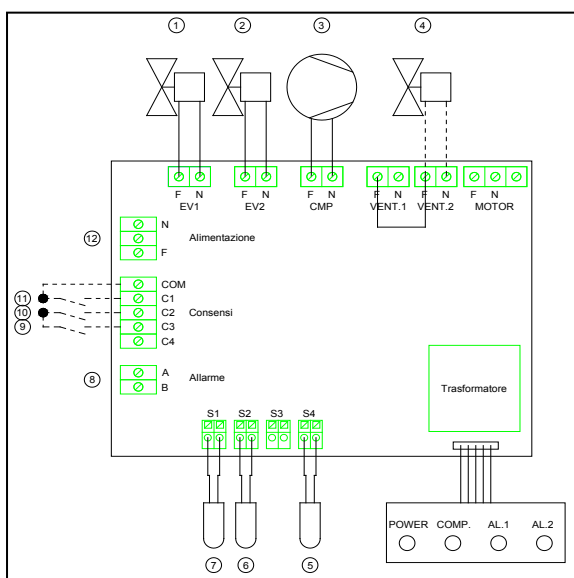 1 2 3 4
F N F N F N F N F N F N
EV1 EV2 CMP VENT.1 VENT.2 MOTOR
12
N
Alimentazione
F
COM
11 C1
10 C2 Consensi
9 C3
C4
8 A Allarme
B
Trasformatore
S1 S2 S3 S4
7 6 5
POWER COMP. AL.1 AL.2